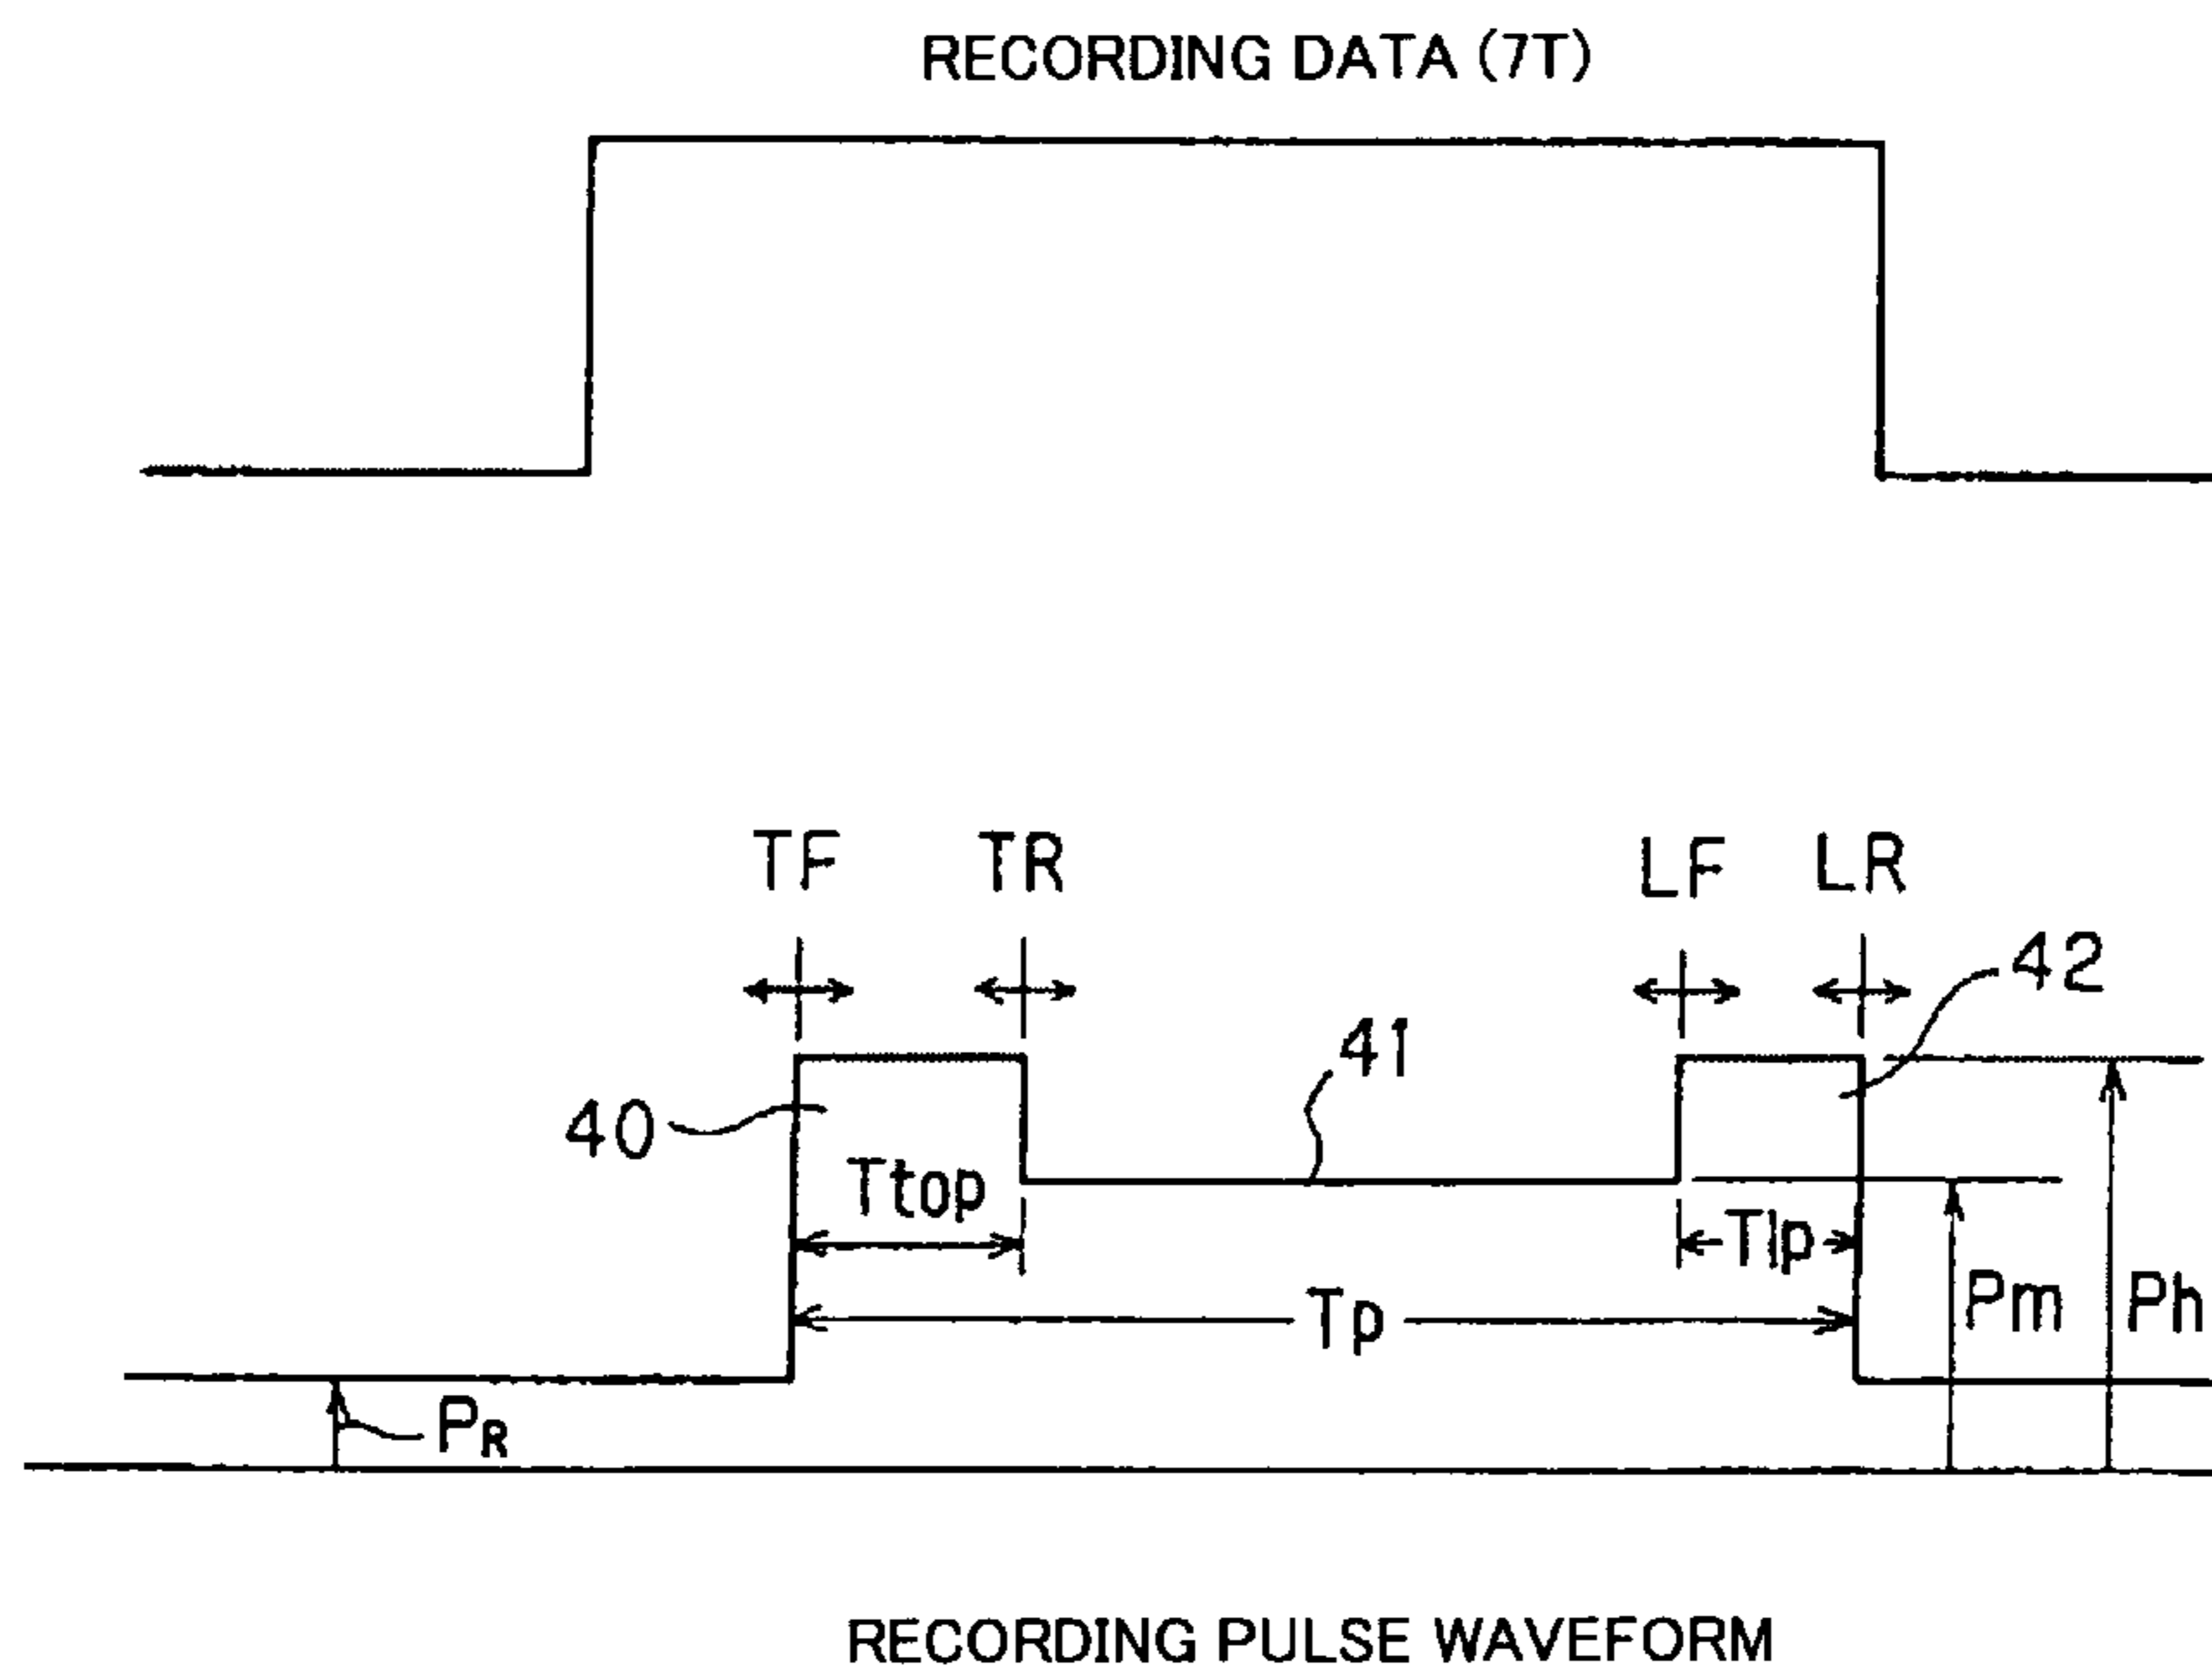 RECORDING DATA (7T)
TF TR LF LR
42
41
40
Ttop
Tlp
Tp
Pm Ph
PR
RECORDING PULSE WAVEFORM